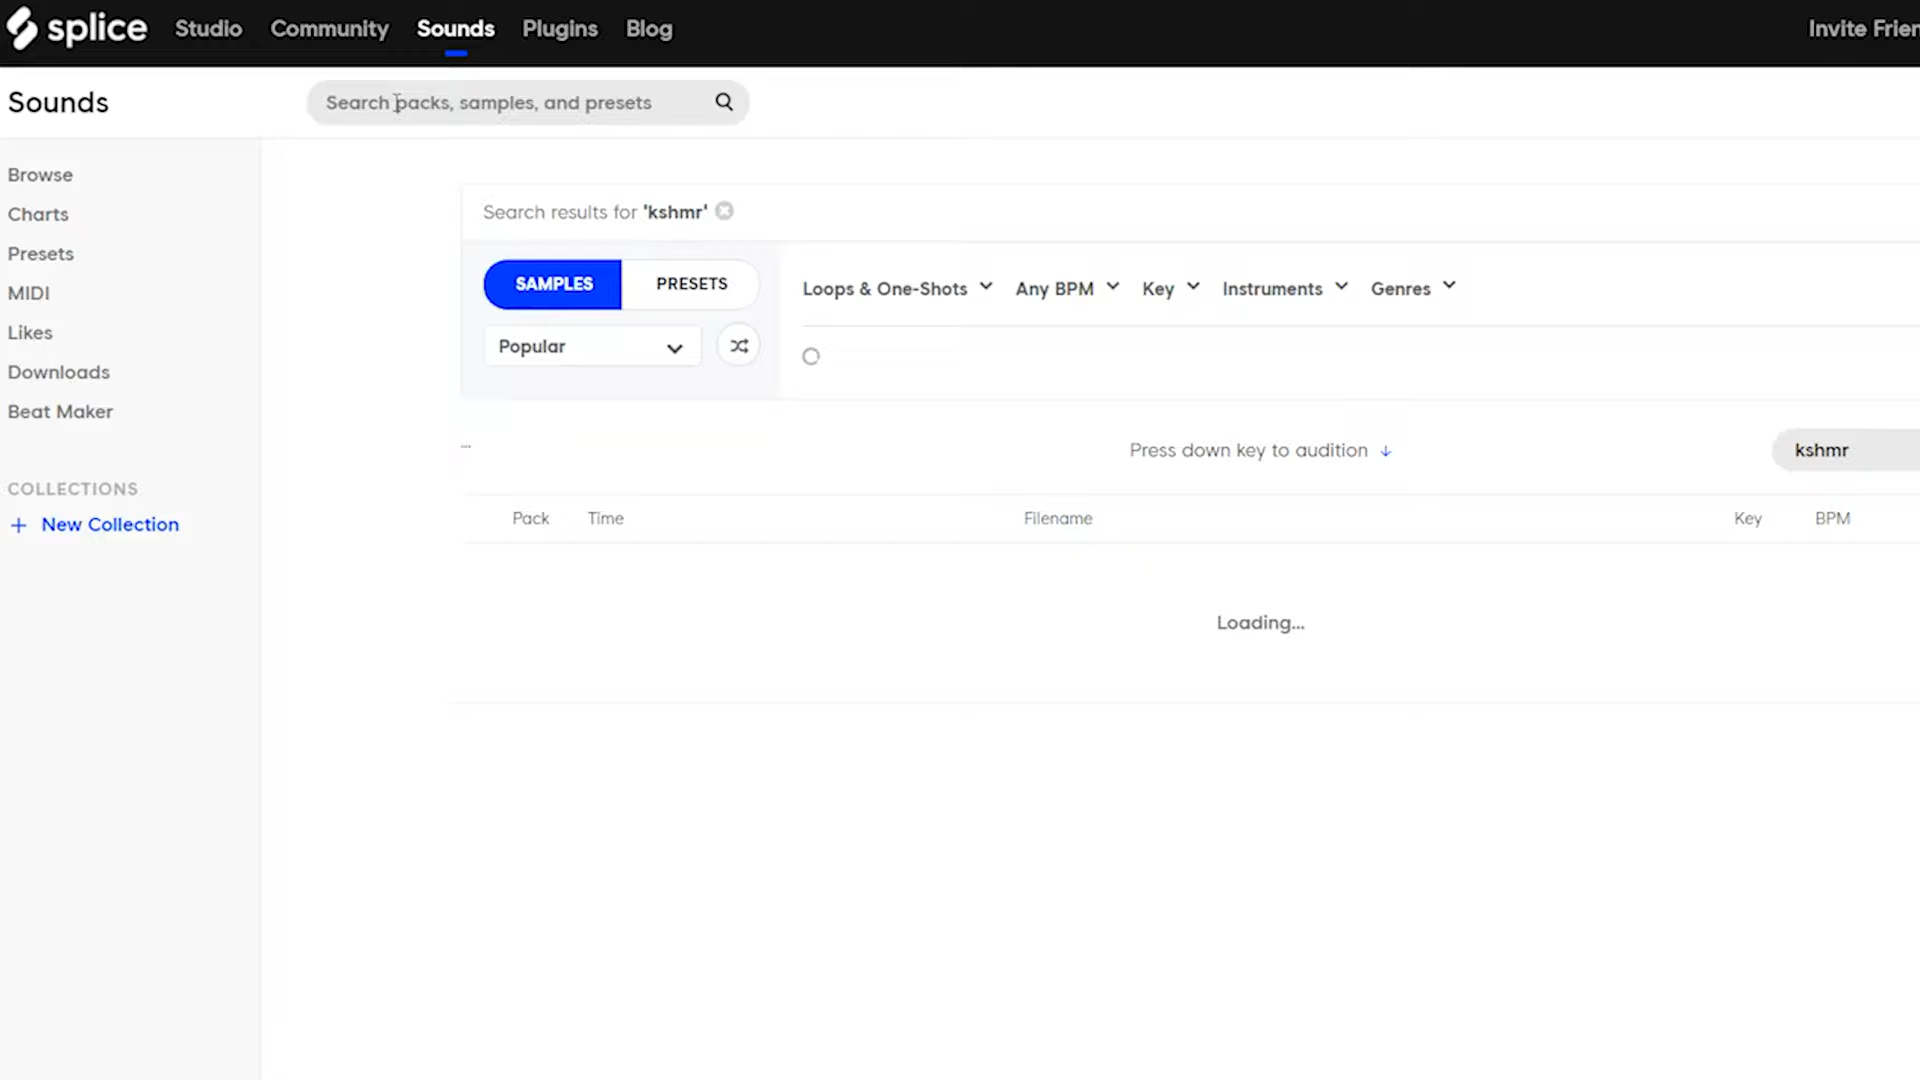 splice Studio Community Sounds Plugins Blog Invite Frien
Sounds
Search packs, samples, and presets
Browse
Charts
Presets
MIDI
Likes
Downloads
Beat Maker
COLLECTIONS
+ New Collection
Search results for 'kshmr'
SAMPLES PRESETS
Popular
Loops & One-Shots Any BPM Key Instruments Genres
...
Press down key to audition ↓
kshmr
Pack Time Filename Key BPM
Loading...